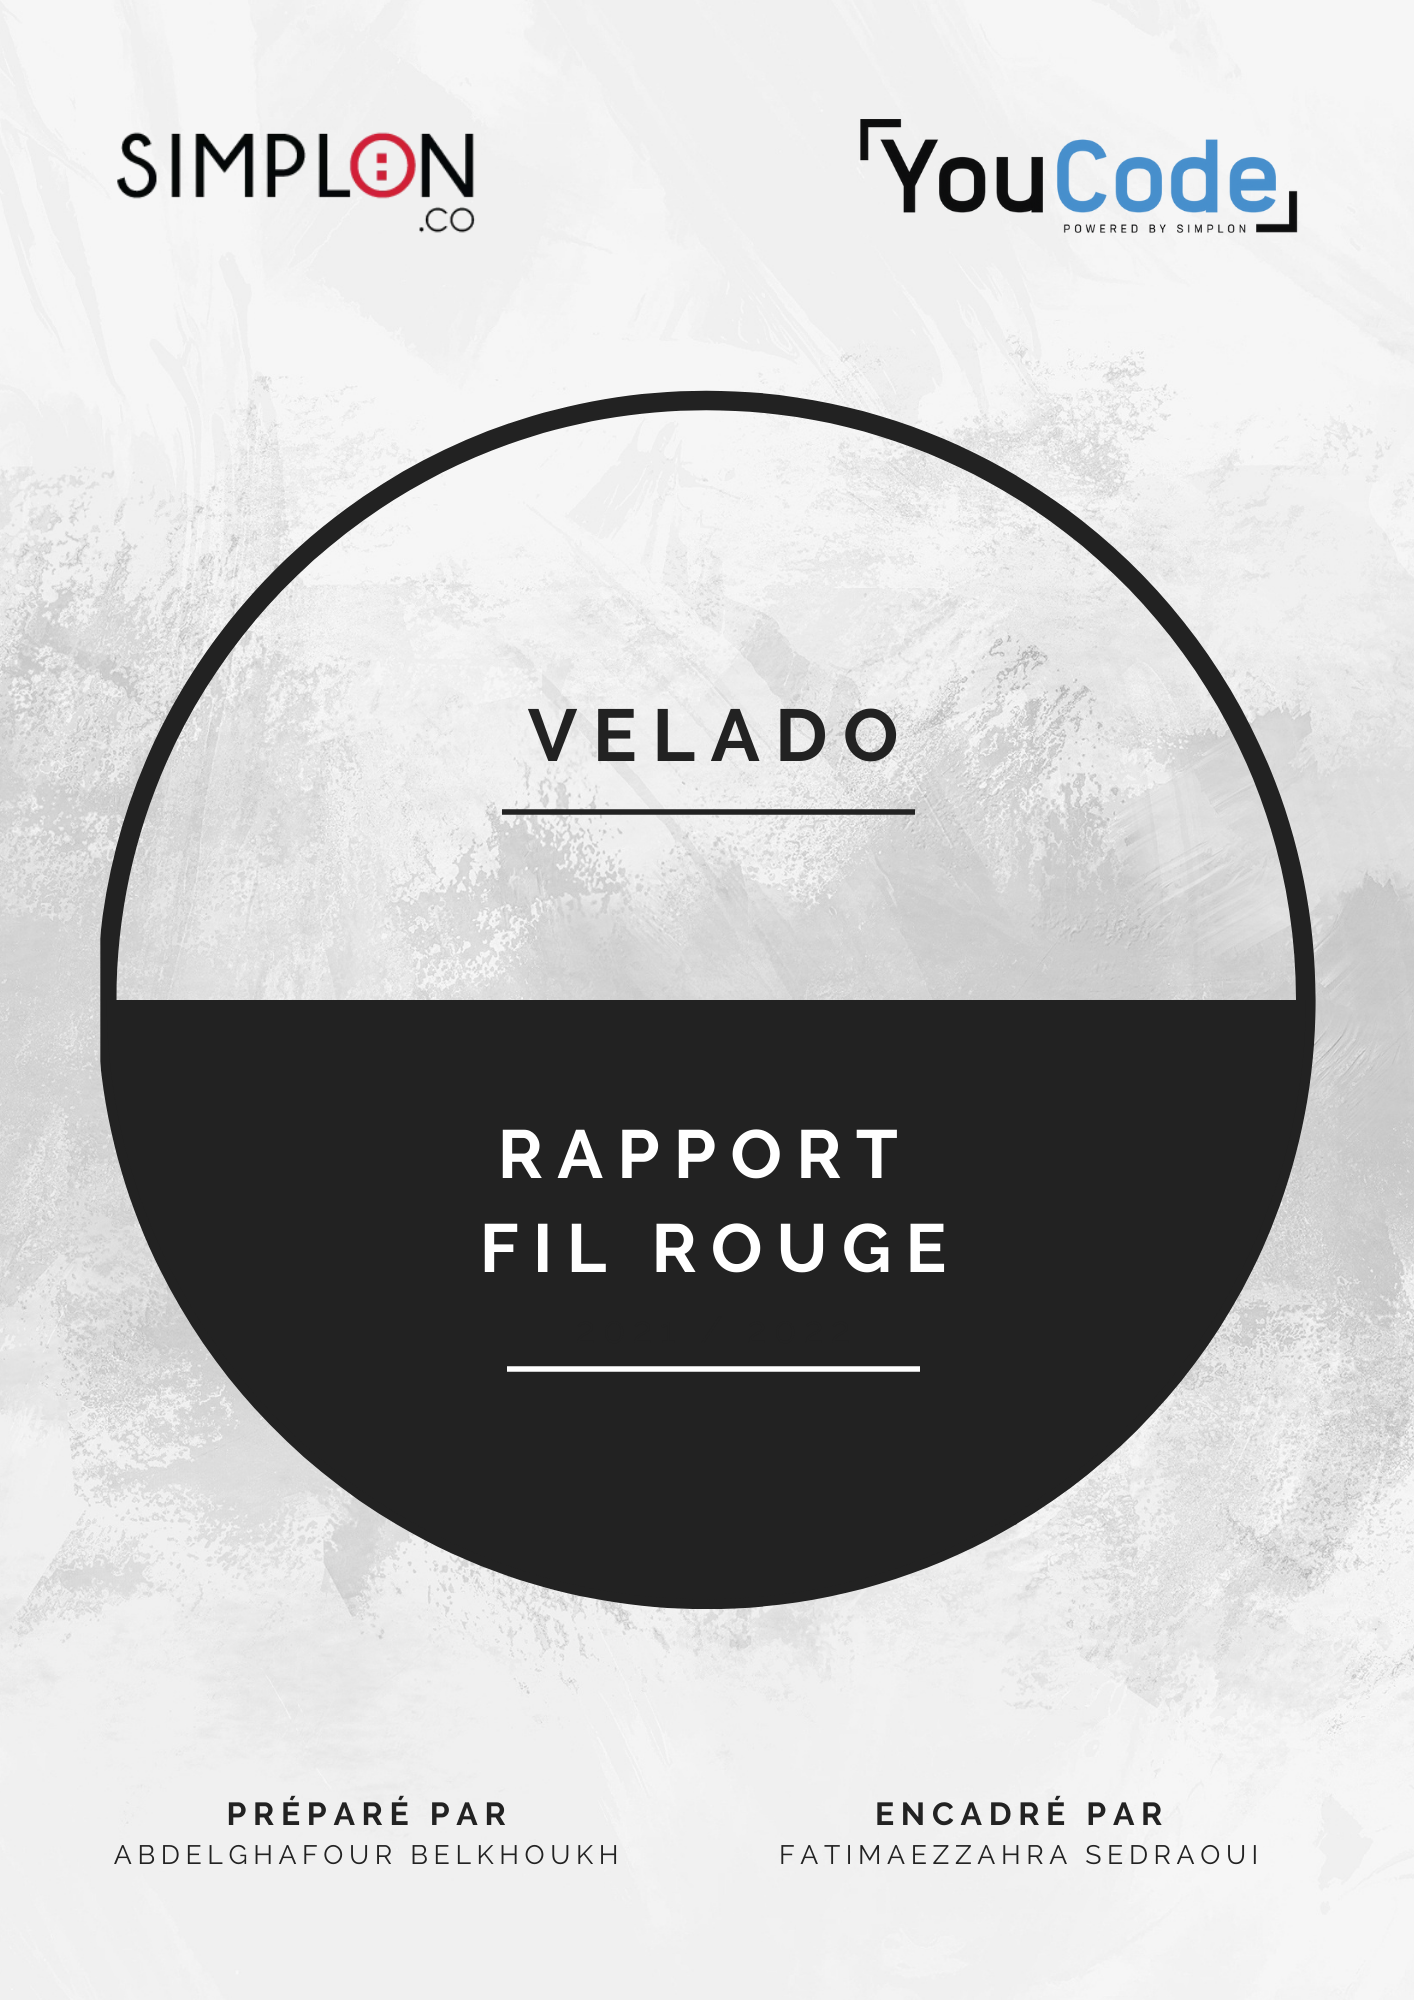 SIMPLON
.CO
YouCode
POWERED BY SIMPLON
VELADO
RAPPORT
FIL ROUGE
PRÉPARÉ PAR
ABDELGHAFOUR BELKHOUKH
ENCADRÉ PAR
FATIMAEZZAHRA SEDRAOUI